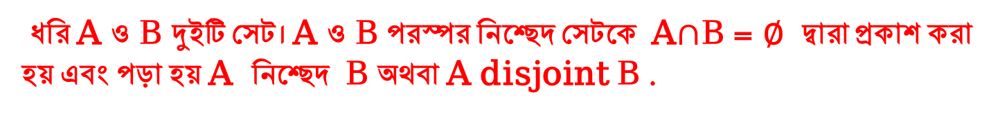 ধরি A ও B দুইটি সেট। A ও B পরস্পর নিশ্ছেদ সেটকে A∩B = ∅ দ্বারা প্রকাশ করা
হয় এবং পড়া হয় A নিশ্ছেদ B অথবা A disjoint B .